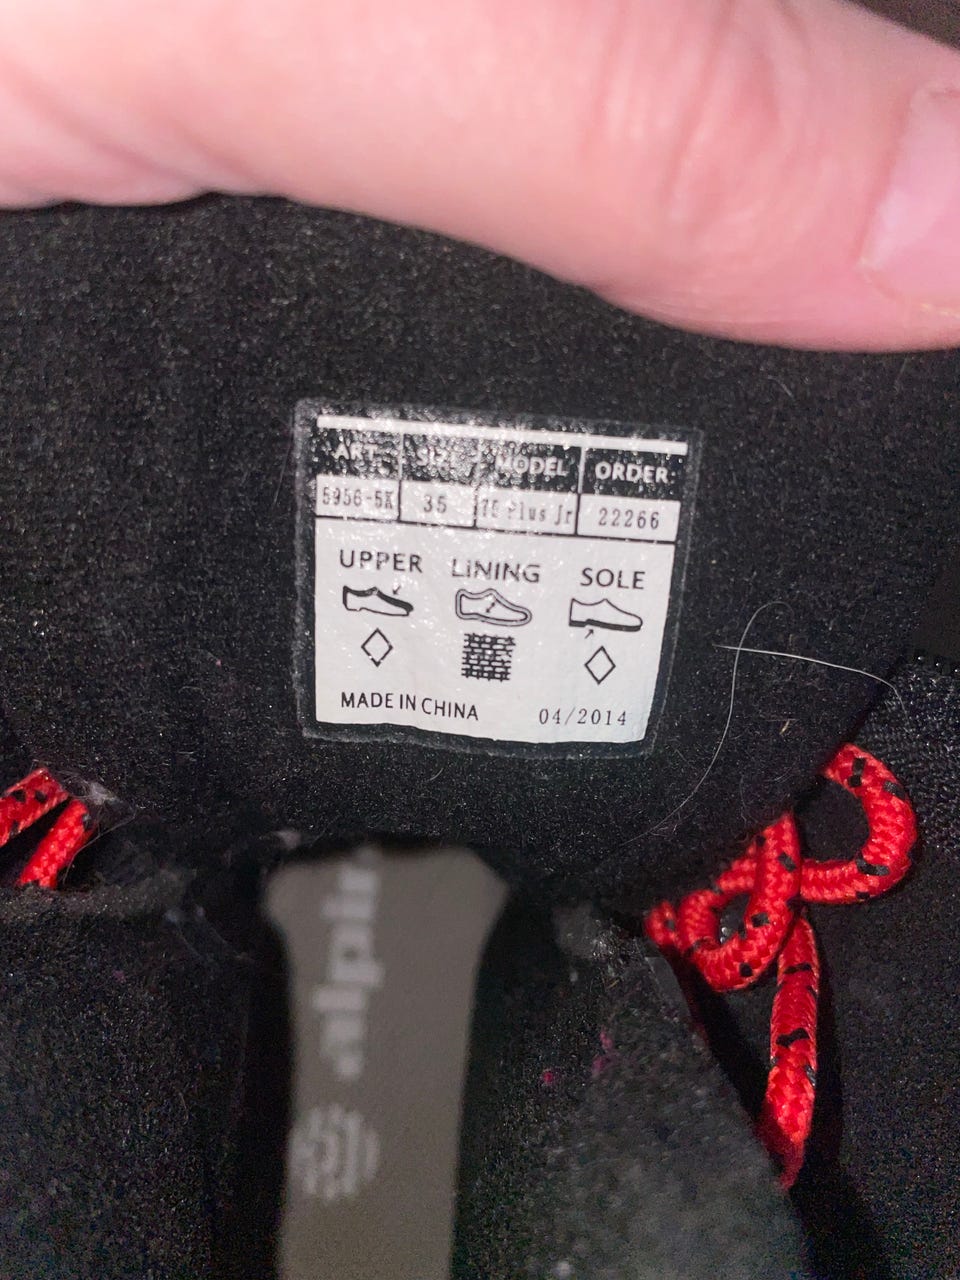 ART. SIZE MODEL ORDER
5956-5K 35 Plus Jr 22266
UPPER LINING SOLE
MADE IN CHINA 04/2014
alpina